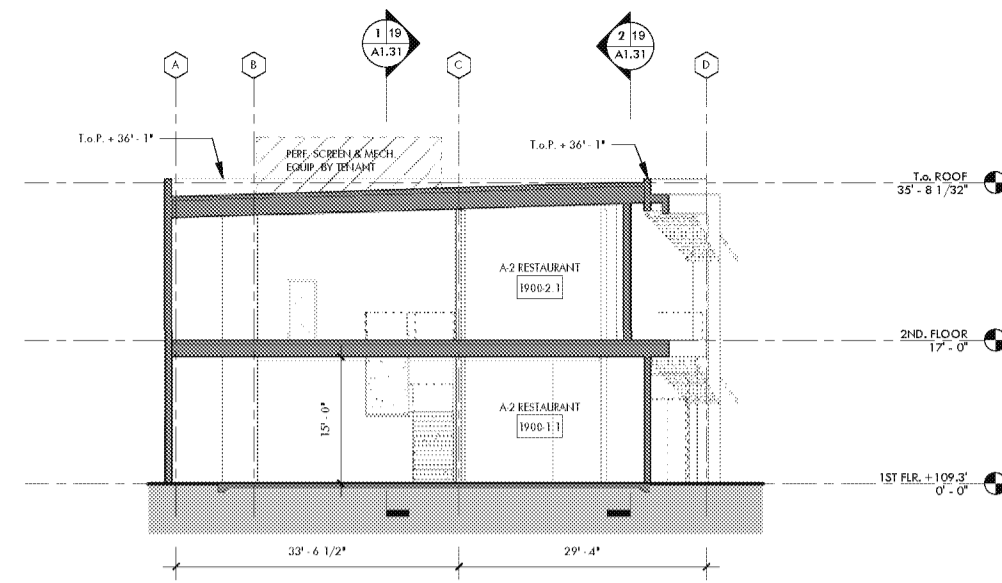 1 19
A1.31
2 19
A1.31
A
B
C
D
T.o.P. + 36' - 1"
T.o.P. + 36' - 1"
PERF. SCREEN & MECH.
EQUIP. BY TENANT
T.o. ROOF
35' - 8 1/32"
A-2 RESTAURANT
1900-2.1
2ND. FLOOR
17' - 0"
15' - 0"
A-2 RESTAURANT
1900-1.1
1ST FLR. +109.3'
0' - 0"
33' - 6 1/2"
29' - 4"